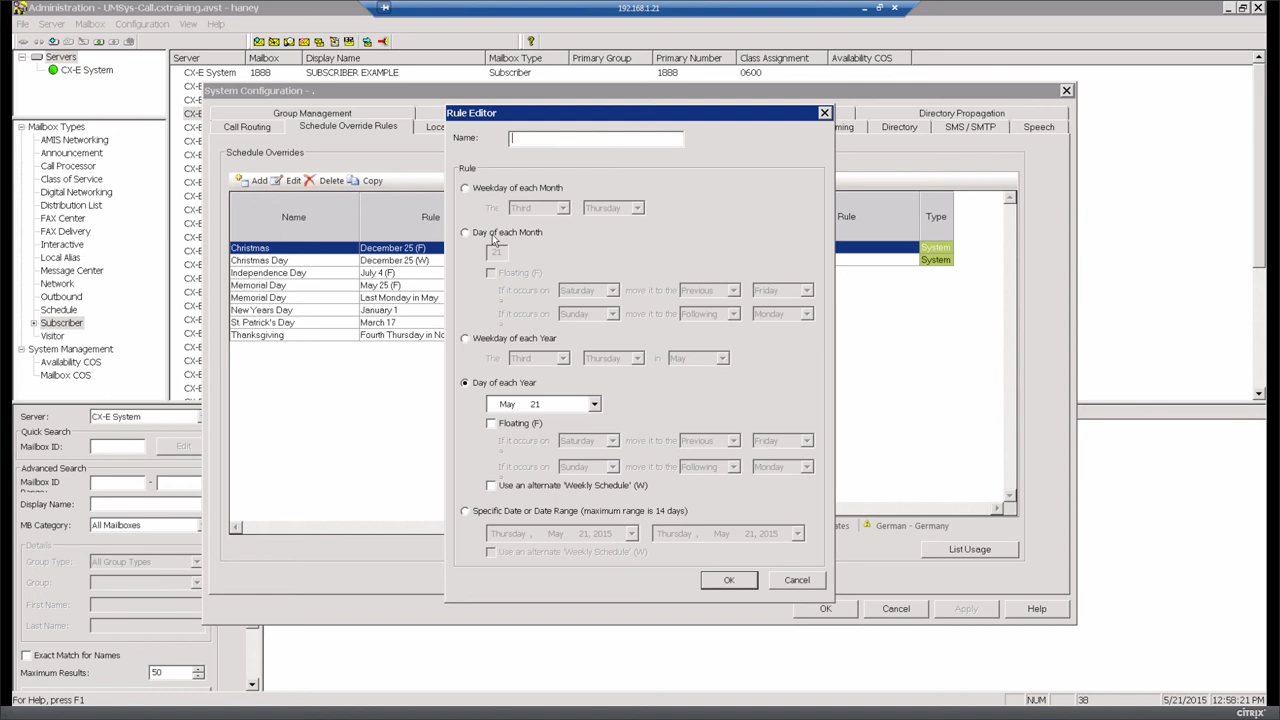 Administration - UMSys-Call.cxtraining.avst - haney
192.168.1.21
File Server Mailbox Configuration View Help
Servers
CX-E System
Server Mailbox Display Name Mailbox Type Primary Group Primary Number Class Assignment Availability COS
CX-E System 1888 SUBSCRIBER EXAMPLE Subscriber 1888 0600
Mailbox Types
AMIS Networking
Announcement
Call Processor
Class of Service
Digital Networking
Distribution List
FAX Center
FAX Delivery
Interactive
Local Alias
Message Center
Network
Outbound
Schedule
Subscriber
Visitor
System Management
Availability COS
Mailbox COS
Server: CX-E System
Quick Search
Mailbox ID: Edit
Advanced Search
Mailbox ID -
Display Name:
MB Category: All Mailboxes
Details
Group Type: All Group Types
Group:
First Name:
Last Name:
Exact Match for Names
Maximum Results: 50
System Configuration - .
Group Management Directory Propagation
Call Routing Schedule Override Rules Directory SMS / SMTP Speech
Schedule Overrides
Add Edit Delete Copy
Name Rule
Christmas December 25 (F)
Christmas Day December 25 (W)
Independence Day July 4 (F)
Memorial Day May 25 (F)
Memorial Day Last Monday in May
New Years Day January 1
St. Patrick's Day March 17
Thanksgiving Fourth Thursday in
Rule Type
System
System
German - Germany
List Usage
OK Cancel Apply Help
Rule Editor
Name:
Rule
Weekday of each Month
The Third Thursday
Day of each Month
21
Floating (F)
If it occurs on Saturday move it to the Previous Friday
If it occurs on Sunday move it to the Following Monday
Weekday of each Year
The Third Thursday in May
Day of each Year
May 21
Floating (F)
If it occurs on Saturday move it to the Previous Friday
If it occurs on Sunday move it to the Following Monday
Use an alternate 'Weekly Schedule' (W)
Specific Date or Date Range (maximum range is 14 days)
Thursday , May 21, 2015 Thursday , May 21, 2015
Use an alternate 'Weekly Schedule' (W)
OK Cancel
For Help, press F1
NUM 38 5/21/2015 12:58:21 PM
CITRIX